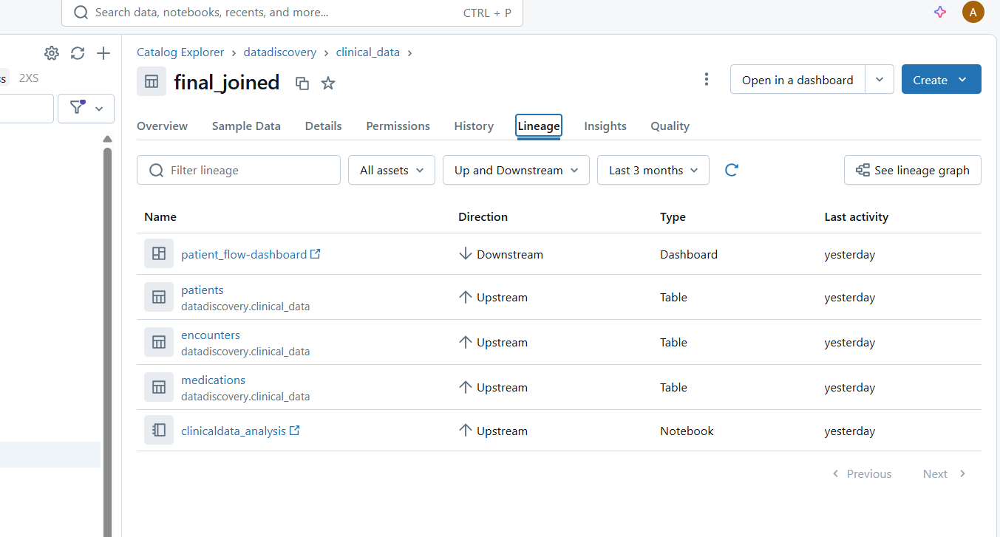 Search data, notebooks, recents, and more... CTRL + P
A
2XS
Catalog Explorer › datadiscovery › clinical_data ›
final_joined
Open in a dashboard
Create
Overview Sample Data Details Permissions History Lineage Insights Quality
Filter lineage
All assets
Up and Downstream
Last 3 months
See lineage graph
Name Direction Type Last activity
patient_flow-dashboard Downstream Dashboard yesterday
patients
datadiscovery.clinical_data
Upstream Table yesterday
encounters
datadiscovery.clinical_data
Upstream Table yesterday
medications
datadiscovery.clinical_data
Upstream Table yesterday
clinicaldata_analysis Upstream Notebook yesterday
Previous Next